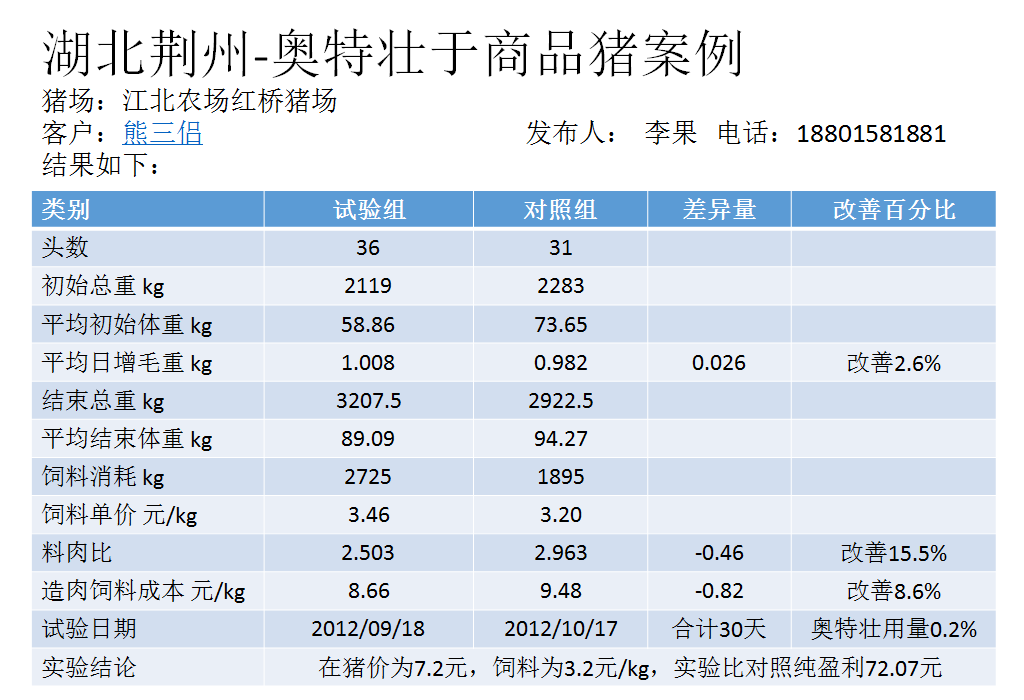 湖北荆州-奥特壮于商品猪案例
猪场：江北农场红桥猪场
客户：熊三侣 发布人： 李果 电话：18801581881
结果如下：
类别 试验组 对照组 差异量 改善百分比
头数 36 31
初始总重 kg 2119 2283
平均初始体重 kg 58.86 73.65
平均日增毛重 kg 1.008 0.982 0.026 改善2.6%
结束总重 kg 3207.5 2922.5
平均结束体重 kg 89.09 94.27
饲料消耗 kg 2725 1895
饲料单价 元/kg 3.46 3.20
料肉比 2.503 2.963 -0.46 改善15.5%
造肉饲料成本 元/kg 8.66 9.48 -0.82 改善8.6%
试验日期 2012/09/18 2012/10/17 合计30天 奥特壮用量0.2%
实验结论 在猪价为7.2元，饲料为3.2元/kg，实验比对照纯盈利72.07元